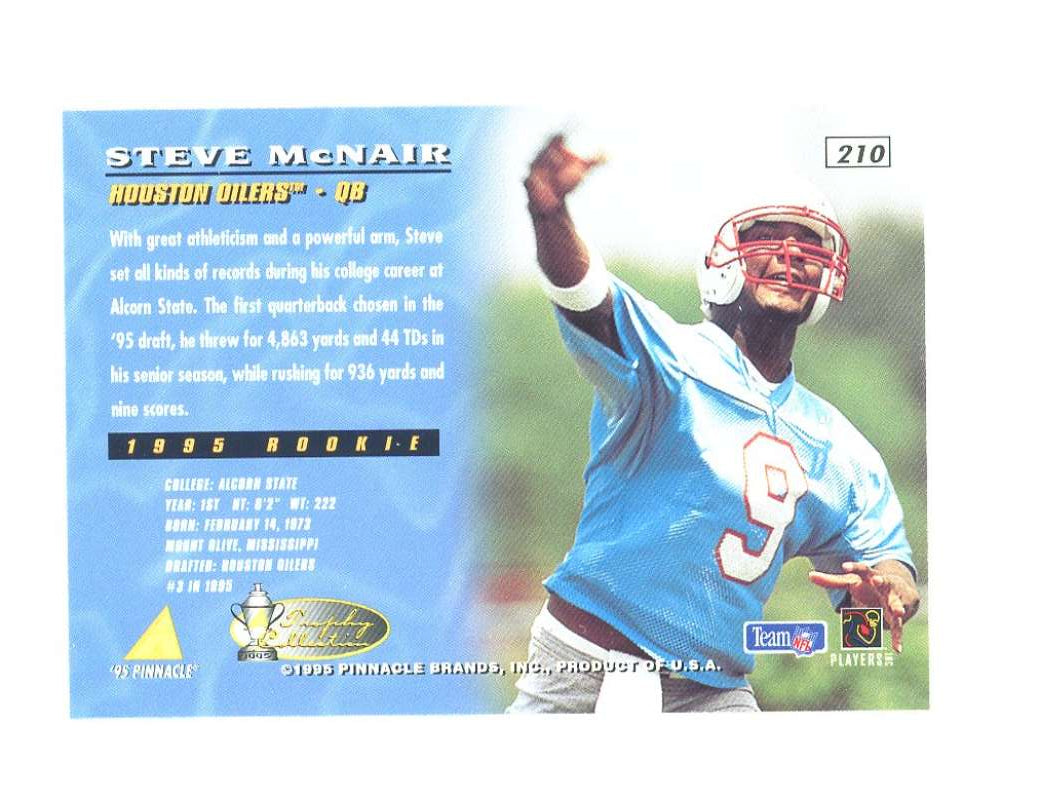 STEVE McNAIR
HOUSTON OILERS™ • QB
210
With great athleticism and a powerful arm, Steve
set all kinds of records during his college career at
Alcorn State. The first quarterback chosen in the
'95 draft, he threw for 4,863 yards and 44 TDs in
his senior season, while rushing for 936 yards and
nine scores.
1995 ROOKIE
COLLEGE: ALCORN STATE
YEAR: 1ST HT: 6'2" WT: 222
BORN: FEBRUARY 14, 1973
MOUNT OLIVE, MISSISSIPPI
DRAFTED: HOUSTON OILERS
#3 IN 1995
9
Trophy
Collection
1995
'95 PINNACLE®
©1995 PINNACLE BRANDS, INC., PRODUCT OF U.S.A.
Team NFL
PLAYERS INC